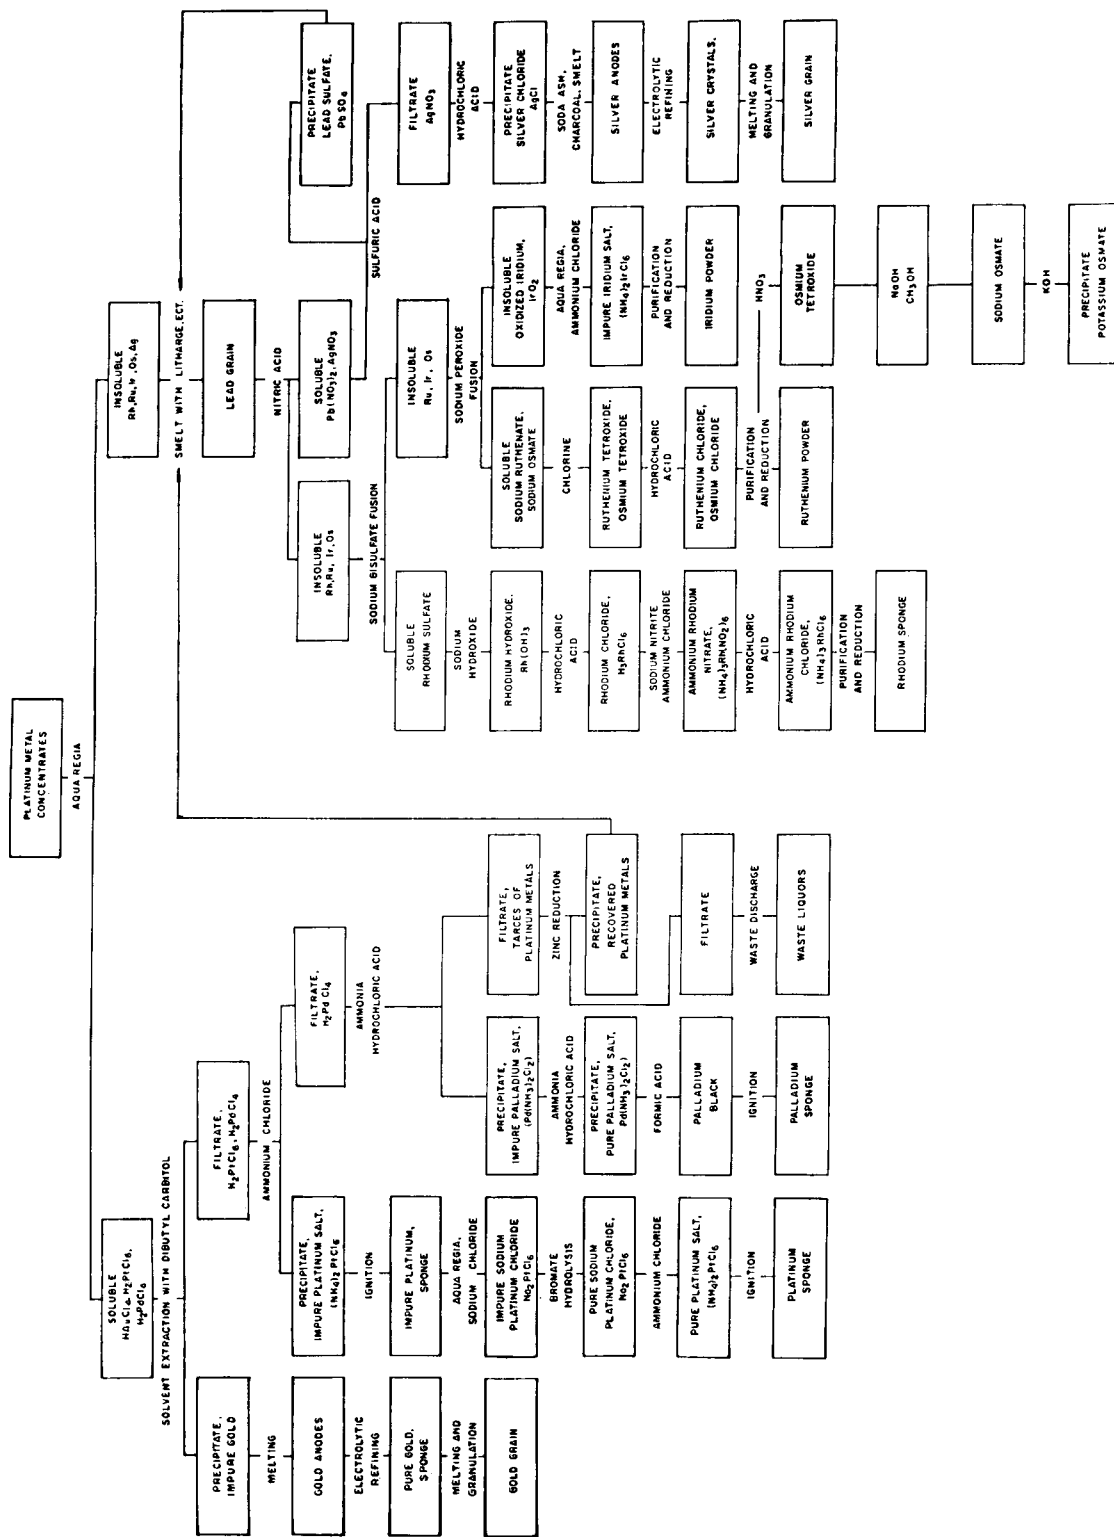 PLATINUM METAL
CONCENTRATES
AQUA REGIA
SOLUBLE
HAuCl4, H2PtCl6,
H2PdCl4
SOLVENT EXTRACTION WITH DIBUTYL CARBITOL
PRECIPITATE,
IMPURE GOLD
MELTING
GOLD ANODES
ELECTROLYTIC
REFINING
PURE GOLD,
SPONGE
MELTING AND
GRANULATION
GOLD GRAIN
FILTRATE,
H2PtCl6, H2PdCl4
AMMONIUM CHLORIDE
PRECIPITATE,
IMPURE PLATINUM SALT,
(NH4)2PtCl6
IGNITION
IMPURE PLATINUM,
SPONGE
AQUA REGIA,
SODIUM CHLORIDE
IMPURE SODIUM
PLATINUM CHLORIDE
Na2PtCl6
BROMATE
HYDROLYSIS
PURE SODIUM
PLATINUM CHLORIDE,
Na2PtCl6
AMMONIUM CHLORIDE
PURE PLATINUM SALT,
(NH4)2PtCl6
IGNITION
PLATINUM
SPONGE
FILTRATE,
H2PdCl4
AMMONIA
HYDROCHLORIC ACID
PRECIPITATE,
IMPURE PALLADIUM SALT,
(Pd(NH3)2Cl2)
AMMONIA
HYDROCHLORIC ACID
PRECIPITATE,
PURE PALLADIUM SALT,
Pd(NH3)2Cl2)
FORMIC ACID
PALLADIUM
BLACK
IGNITION
PALLADIUM
SPONGE
FILTRATE,
TARCES OF
PLATINUM METALS
ZINC REDUCTION
PRECIPITATE,
RECOVERED
PLATINUM METALS
FILTRATE
WASTE DISCHARGE
WASTE LIQUORS
INSOLUBLE
Rh,Ru,Ir,Os,Ag
SMELT WITH LITHARGE, ECT.
LEAD GRAIN
NITRIC ACID
INSOLUBLE
Rh,Ru, Ir,Os
SODIUM BISULFATE FUSION
SOLUBLE
RHODIUM SULFATE
SODIUM
HYDROXIDE
RHODIUM HYDROXIDE,
Rh(OH)3
HYDROCHLORIC
ACID
RHODIUM CHLORIDE,
H3RhCl6
SODIUM NITRITE
AMMONIUM CHLORIDE
AMMONIUM RHODIUM
NITRATE,
(NH4)3Rh,NO2)6
HYDROCHLORIC
ACID
AMMONIUM RHODIUM
CHLORIDE,
(NH4)3RhCl6
PURIFICATION
AND REDUCTION
RHODIUM SPONGE
SOLUBLE
Pb(NO3)2,AgNO3
SULFURIC ACID
INSOLUBLE
Ru, Ir, Os
SODIUM PEROXIDE
FUSION
SOLUBLE
SODIUM RUTHENATE,
SODIUM OSMATE
CHLORINE
RUTHENIUM TETROXIDE,
OSMIUM TETROXIDE
HYDROCHLORIC
ACID
RUTHENIUM CHLORIDE,
OSMIUM CHLORIDE
PURIFICATION
AND REDUCTION
RUTHENIUM POWDER
INSOLUBLE
OXIDIZED IRIDIUM,
IrO2
AQUA REGIA,
AMMONIUM CHLORIDE
IMPURE IRIDIUM SALT,
(NH4)2IrCl6
PURIFICATION
AND REDUCTION
IRIDIUM POWDER
HNO3
OSMIUM
TETROXIDE
NaOH
CH3OH
SODIUM OSMATE
KOH
PRECIPITATE
POTASSIUM OSMATE
PRECIPITATE
LEAD SULFATE,
PbSO4
FILTRATE
AgNO3
HYDROCHLORIC
ACID
PRECIPITATE
SILVER CHLORIDE
AgCl
SODA ASH,
CHARCOAL, SMELT
SILVER ANODES
ELECTROLYTIC
REFINING
SILVER CRYSTALS,
MELTING AND
GRANULATION
SILVER GRAIN